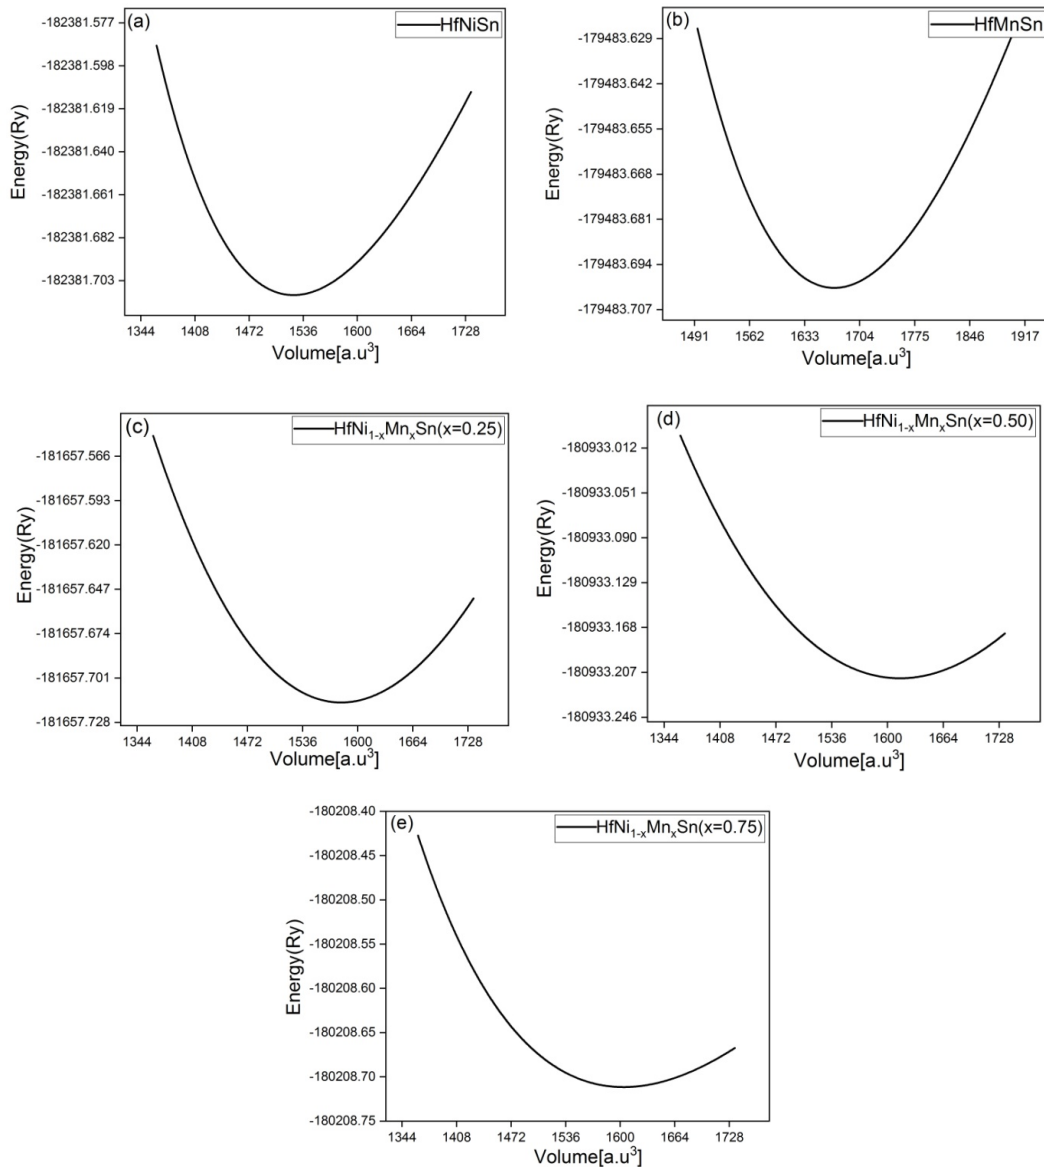 (a)
HfNiSn
-182381.577
-182381.598
-182381.619
-182381.640
-182381.661
-182381.682
-182381.703
Energy(Ry)
1344 1408 1472 1536 1600 1664 1728
Volume[a.u³]
(b)
HfMnSn
-179483.629
-179483.642
-179483.655
-179483.668
-179483.681
-179483.694
-179483.707
Energy(Ry)
1491 1562 1633 1704 1775 1846 1917
Volume[a.u³]
(c)
HfNi₁₋ₓMnₓSn(x=0.25)
-181657.566
-181657.593
-181657.620
-181657.647
-181657.674
-181657.701
-181657.728
Energy(Ry)
1344 1408 1472 1536 1600 1664 1728
Volume[a.u³]
(d)
HfNi₁₋ₓMnₓSn(x=0.50)
-180933.012
-180933.051
-180933.090
-180933.129
-180933.168
-180933.207
-180933.246
Energy(Ry)
1344 1408 1472 1536 1600 1664 1728
Volume[a.u³]
(e)
HfNi₁₋ₓMnₓSn(x=0.75)
-180208.40
-180208.45
-180208.50
-180208.55
-180208.60
-180208.65
-180208.70
-180208.75
Energy(Ry)
1344 1408 1472 1536 1600 1664 1728
Volume[a.u³]